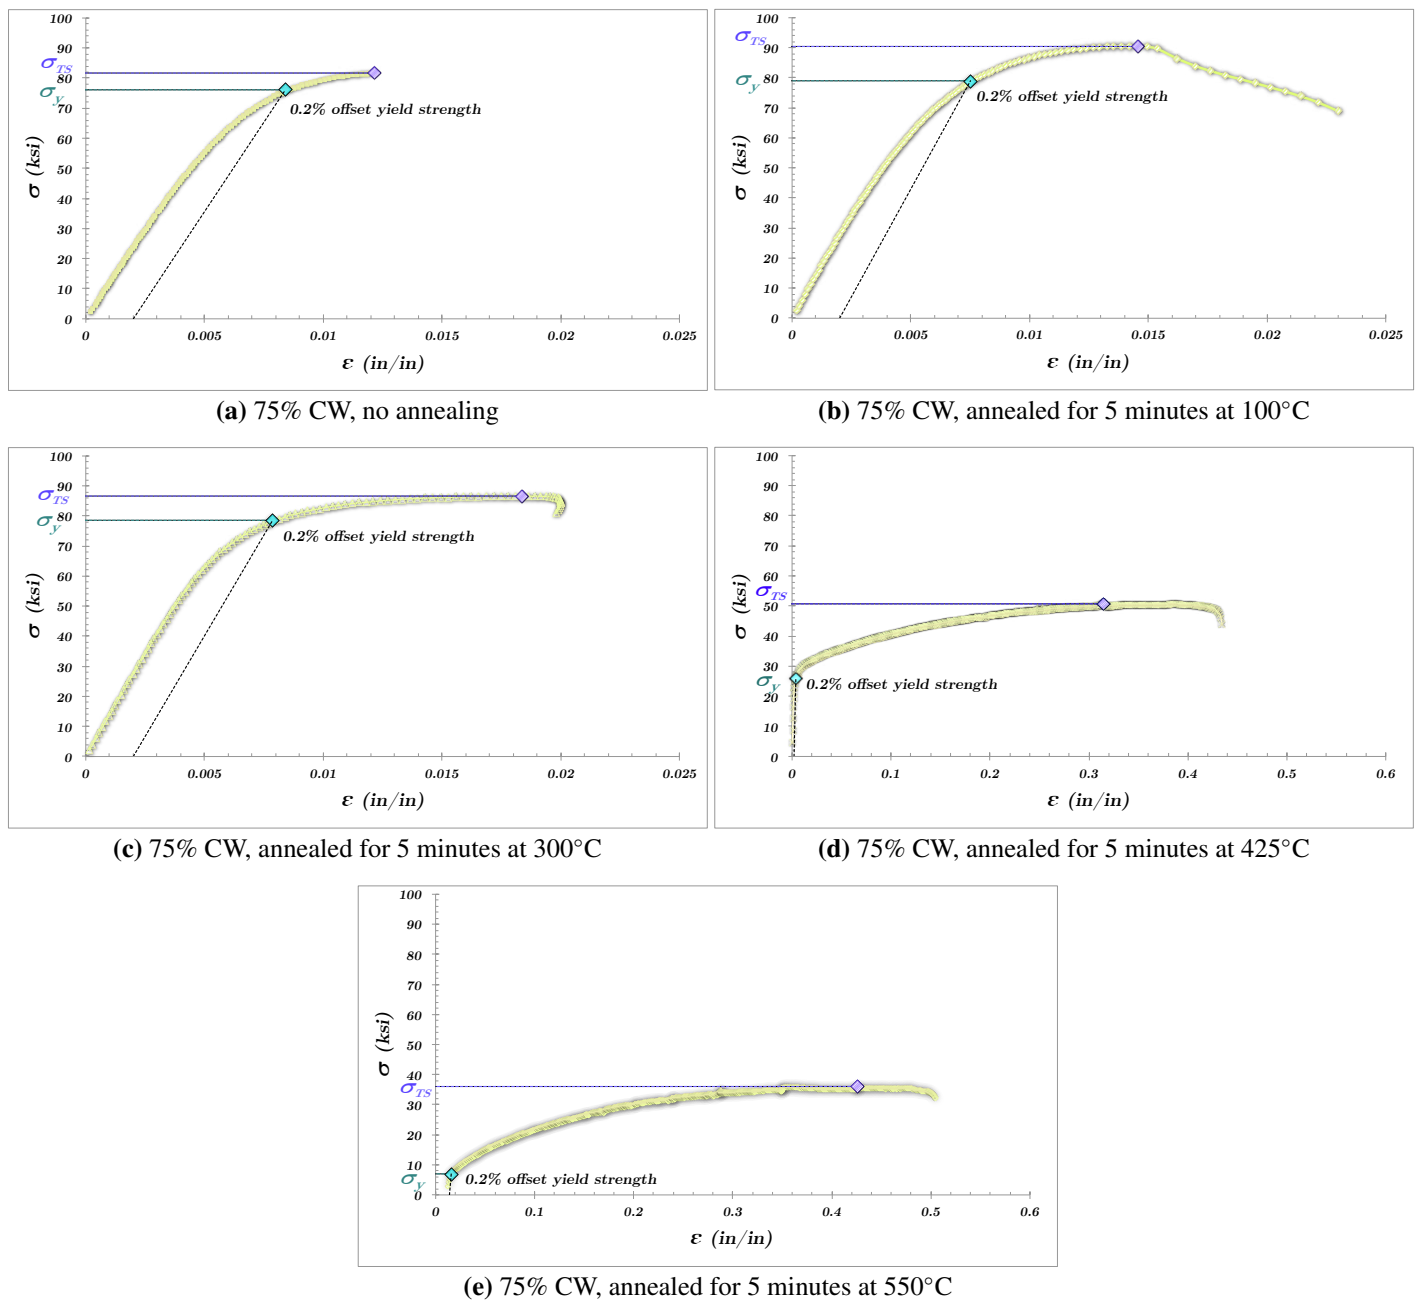 100
90
σTS
80
σy
0.2% offset yield strength
70
60
σ (ksi)
50
40
30
20
10
0
0 0.005 0.01 0.015 0.02 0.025
ε (in/in)
(a) 75% CW, no annealing
100
σTS
90
80
σy
0.2% offset yield strength
70
60
σ (ksi)
50
40
30
20
10
0
0 0.005 0.01 0.015 0.02 0.025
ε (in/in)
(b) 75% CW, annealed for 5 minutes at 100°C
100
90
σTS
80
σy
0.2% offset yield strength
70
60
σ (ksi)
50
40
30
20
10
0
0 0.005 0.01 0.015 0.02 0.025
ε (in/in)
(c) 75% CW, annealed for 5 minutes at 300°C
100
90
80
70
60
σTS
σ (ksi)
50
40
30
σy
0.2% offset yield strength
20
10
0
0 0.1 0.2 0.3 0.4 0.5 0.6
ε (in/in)
(d) 75% CW, annealed for 5 minutes at 425°C
100
90
80
70
60
σ (ksi)
50
40
σTS
30
20
10
σy
0.2% offset yield strength
0
0 0.1 0.2 0.3 0.4 0.5 0.6
ε (in/in)
(e) 75% CW, annealed for 5 minutes at 550°C